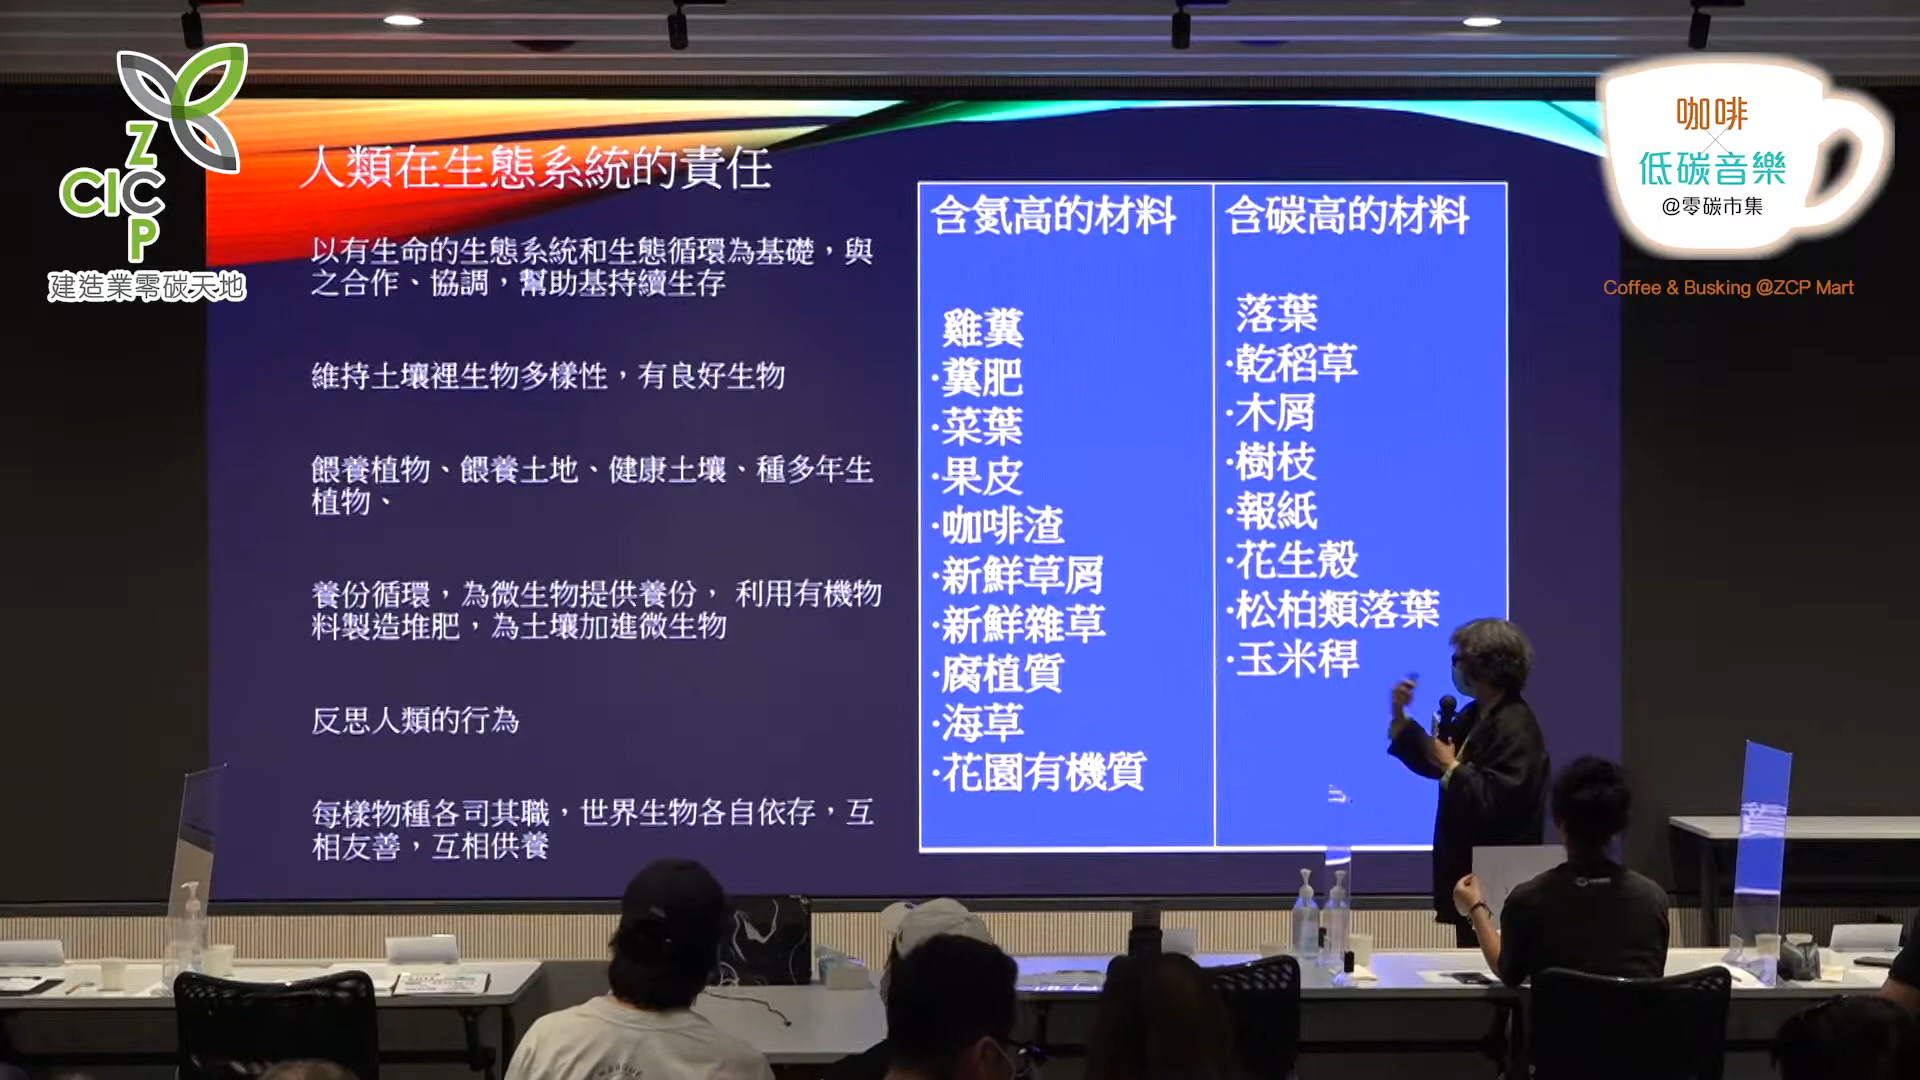 ZCP
CIC
建造業零碳天地
咖啡
×
低碳音樂
@零碳市集
Coffee & Busking @ZCP Mart
人類在生態系統的責任
以有生命的生態系統和生態循環為基礎，與
之合作、協調，幫助基持續生存
維持土壤裡生物多樣性，有良好生物
餵養植物、餵養土地、健康土壤、種多年生
植物、
養份循環，為微生物提供養份， 利用有機物
料製造堆肥，為土壤加進微生物
反思人類的行為
每樣物種各司其職，世界生物各自依存，互
相友善，互相供養
含氮高的材料
雞糞
·糞肥
·菜葉
·果皮
·咖啡渣
·新鮮草屑
·新鮮雜草
·腐植質
·海草
·花園有機質
含碳高的材料
落葉
·乾稻草
·木屑
·樹枝
·報紙
·花生殼
·松柏類落葉
·玉米稈